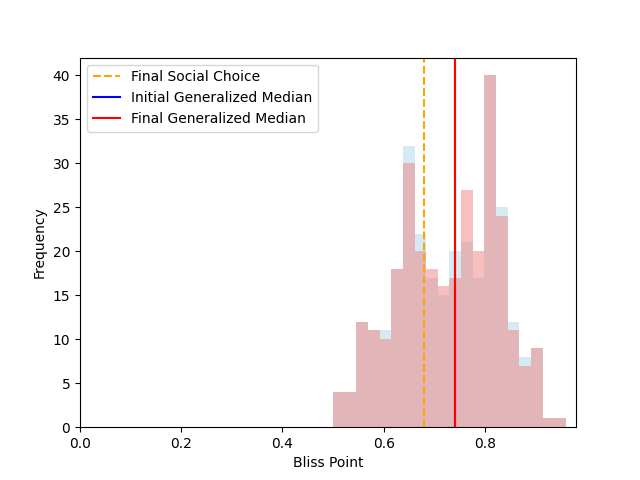 Final Social Choice
Initial Generalized Median
Final Generalized Median
40
35
30
25
20
15
10
5
0
Frequency
0.0 0.2 0.4 0.6 0.8
Bliss Point